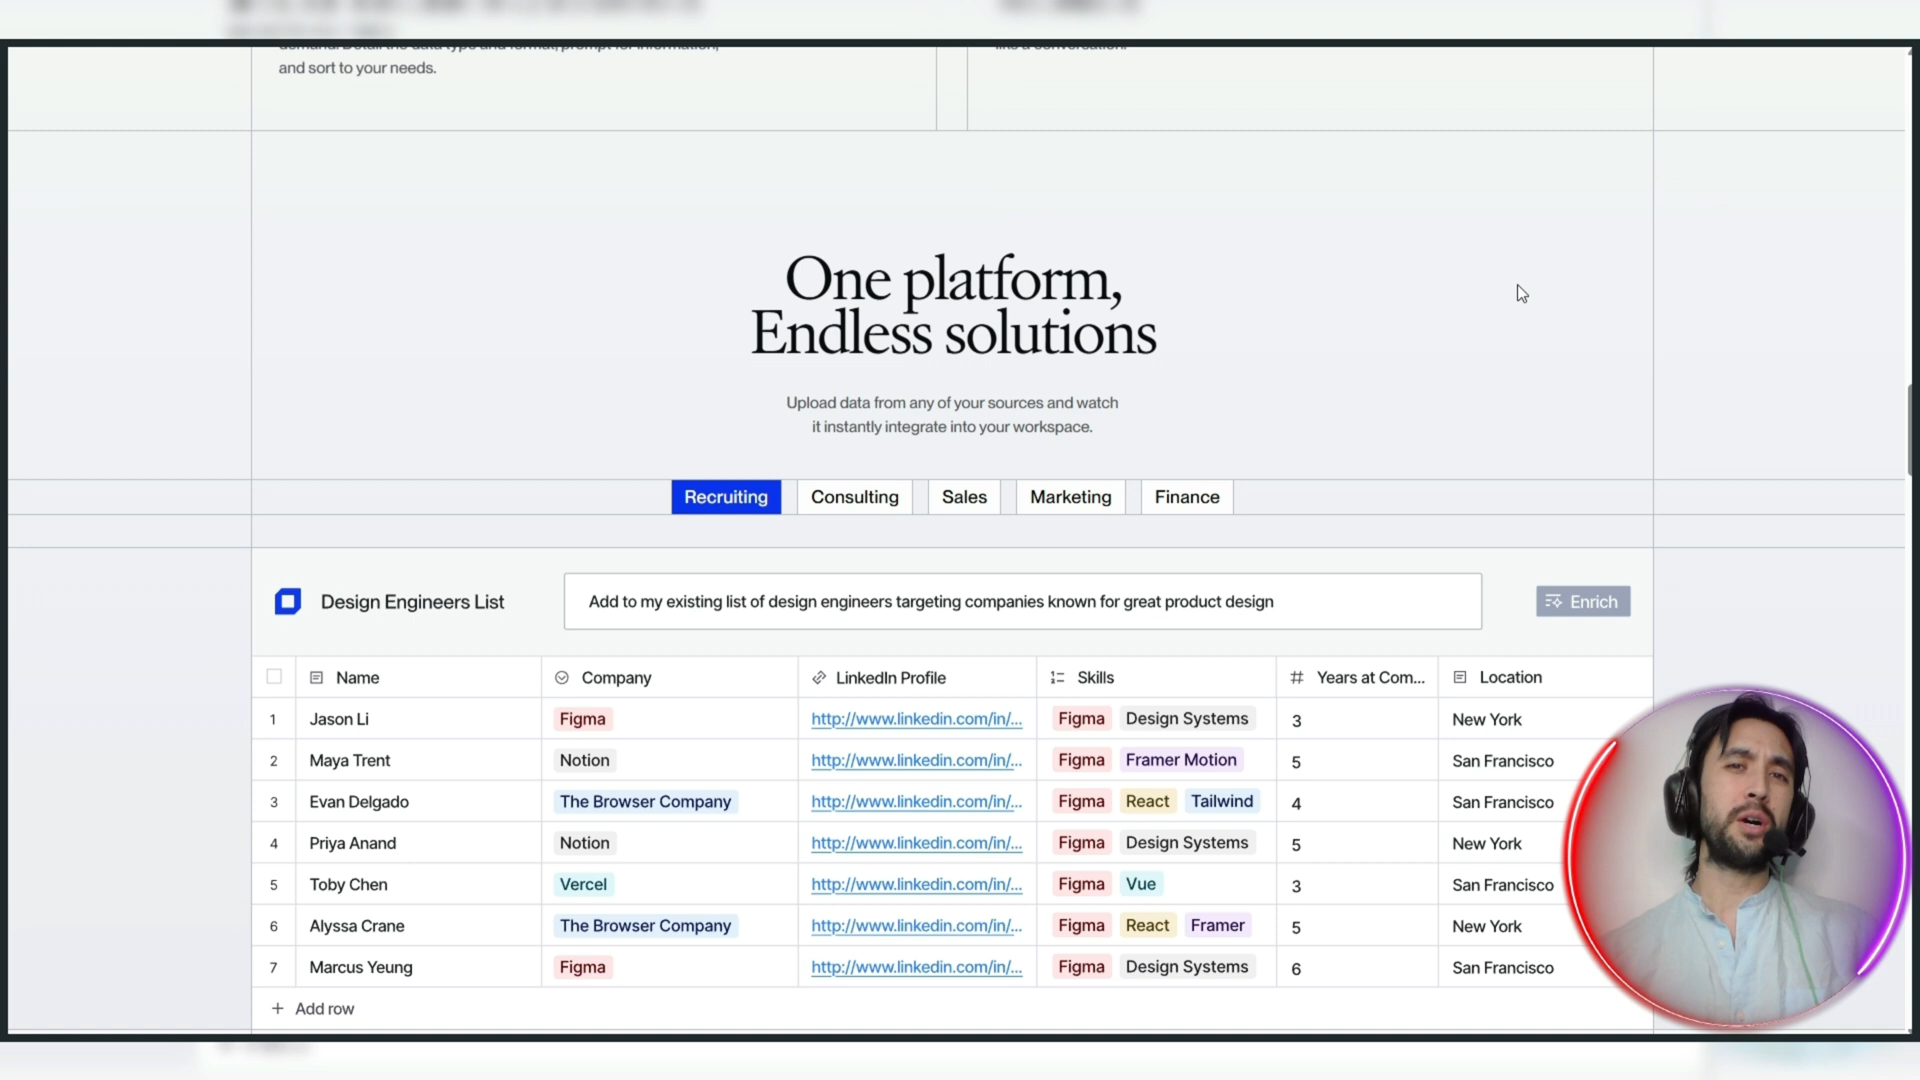 and sort to your needs.
One platform,
Endless solutions
Upload data from any of your sources and watch
it instantly integrate into your workspace.
Recruiting Consulting Sales Marketing Finance
Design Engineers List Add to my existing list of design engineers targeting companies known for great product design Enrich
Name Company LinkedIn Profile Skills # Years at Com... Location
1 Jason Li Figma http://www.linkedin.com/in/... Figma Design Systems 3 New York
2 Maya Trent Notion http://www.linkedin.com/in/... Figma Framer Motion 5 San Francisco
3 Evan Delgado The Browser Company http://www.linkedin.com/in/... Figma React Tailwind 4 San Francisco
4 Priya Anand Notion http://www.linkedin.com/in/... Figma Design Systems 5 New York
5 Toby Chen Vercel http://www.linkedin.com/in/... Figma Vue 3 San Francisco
6 Alyssa Crane The Browser Company http://www.linkedin.com/in/... Figma React Framer 5 New York
7 Marcus Yeung Figma http://www.linkedin.com/in/... Figma Design Systems 6 San Francisco
+ Add row